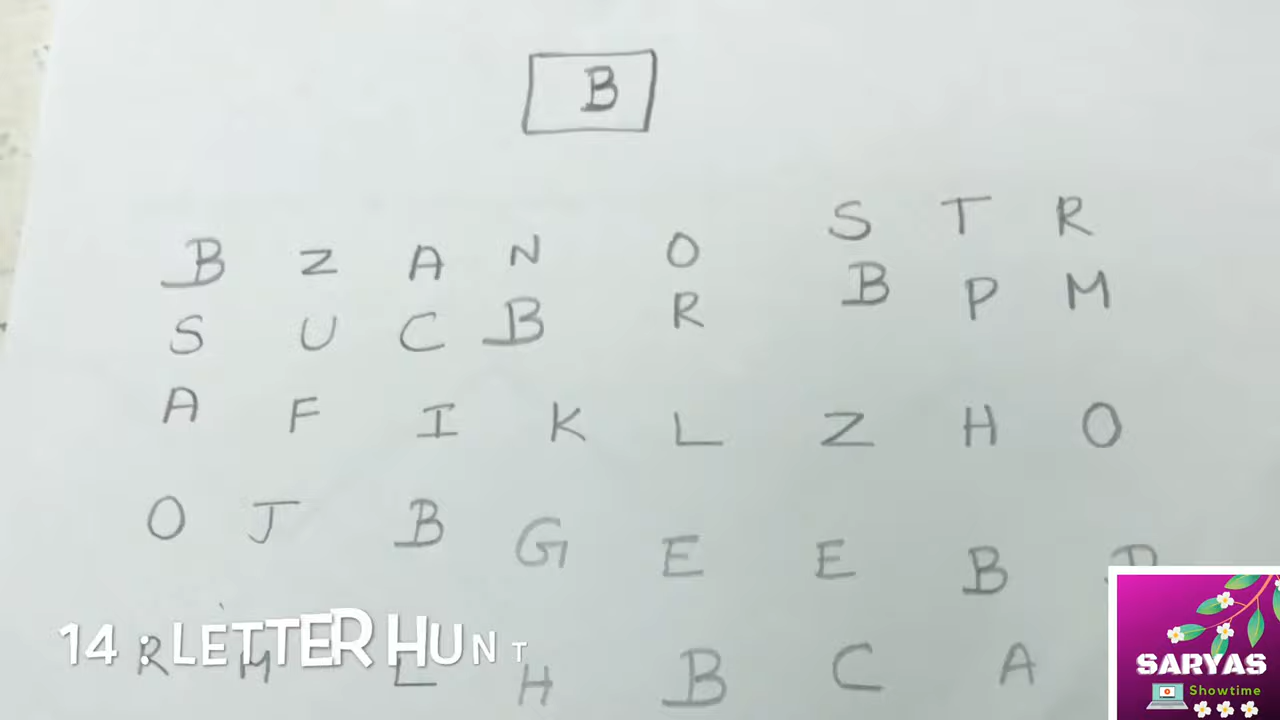 B
B Z A N O S T R
S U C B R B P M
A F I K L Z H O
O J B G E E B
R M L H B C A
14 : LETTER HUNT
SARYAS
Showtime